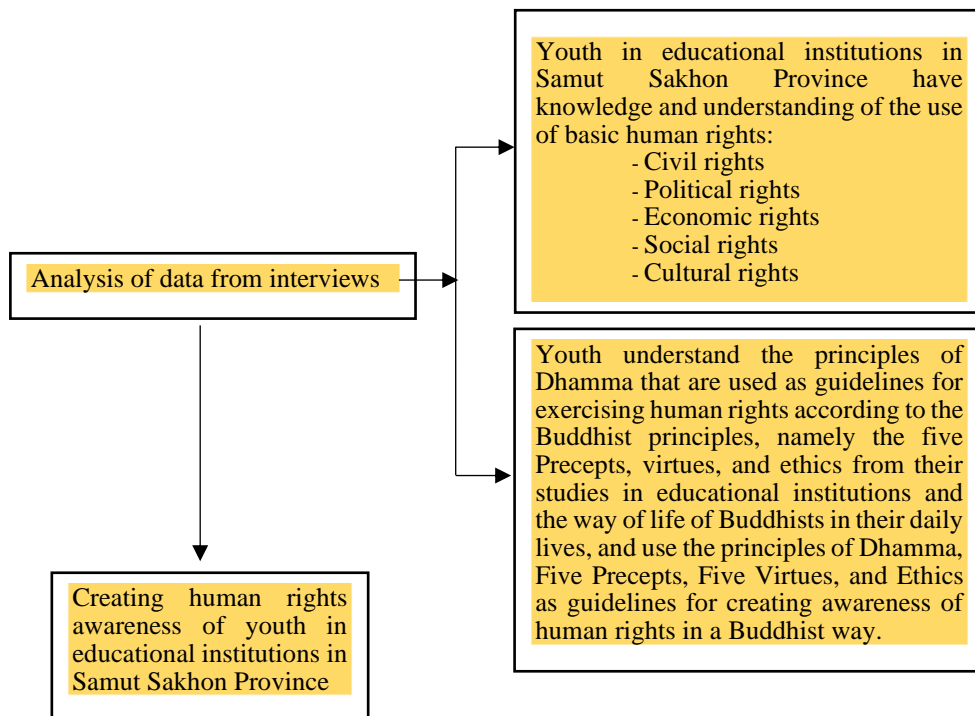 Youth in educational institutions in
Samut Sakhon Province have
knowledge and understanding of the use
of basic human rights:
- Civil rights
- Political rights
- Economic rights
- Social rights
- Cultural rights
Analysis of data from interviews
Youth understand the principles of
Dhamma that are used as guidelines for
exercising human rights according to the
Buddhist principles, namely the five
Precepts, virtues, and ethics from their
studies in educational institutions and
the way of life of Buddhists in their daily
lives, and use the principles of Dhamma,
Five Precepts, Five Virtues, and Ethics
as guidelines for creating awareness of
human rights in a Buddhist way.
Creating human rights
awareness of youth in
educational institutions in
Samut Sakhon Province